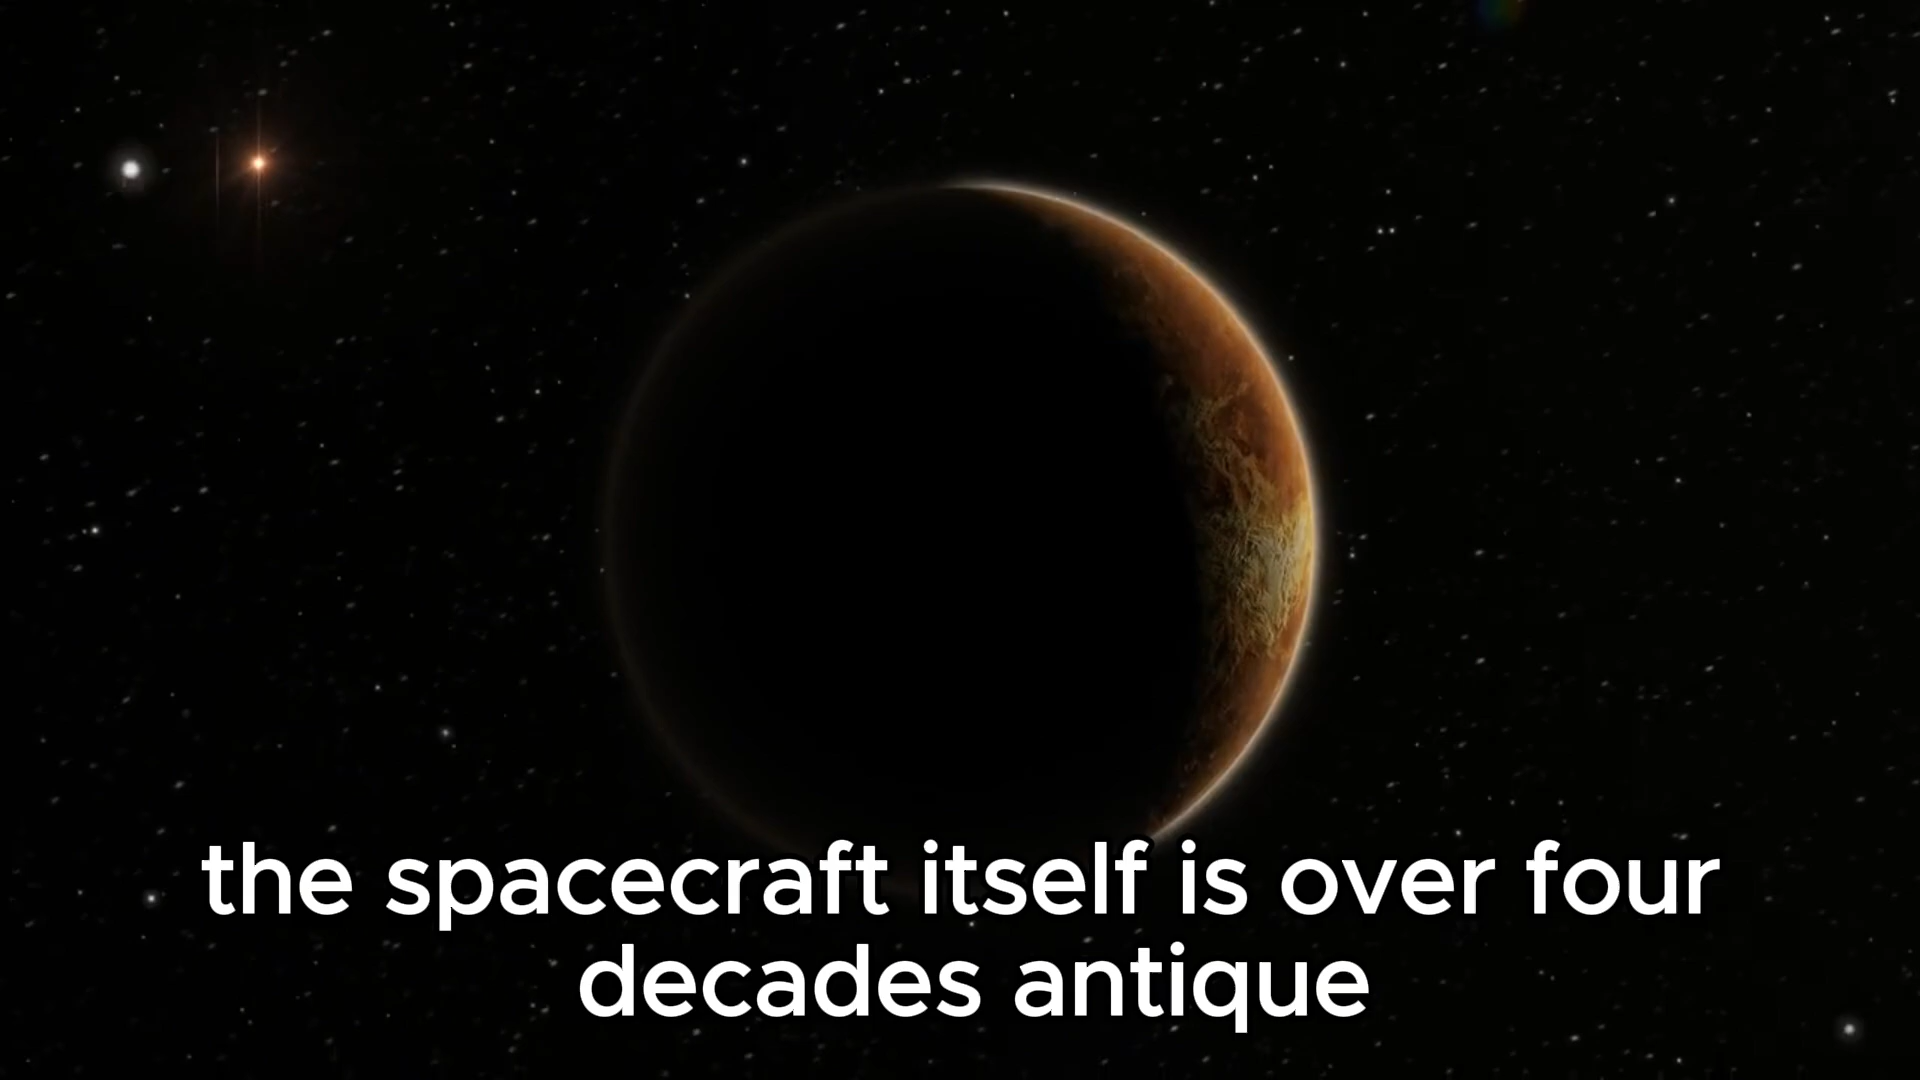 the spacecraft itself is over four
decades antique